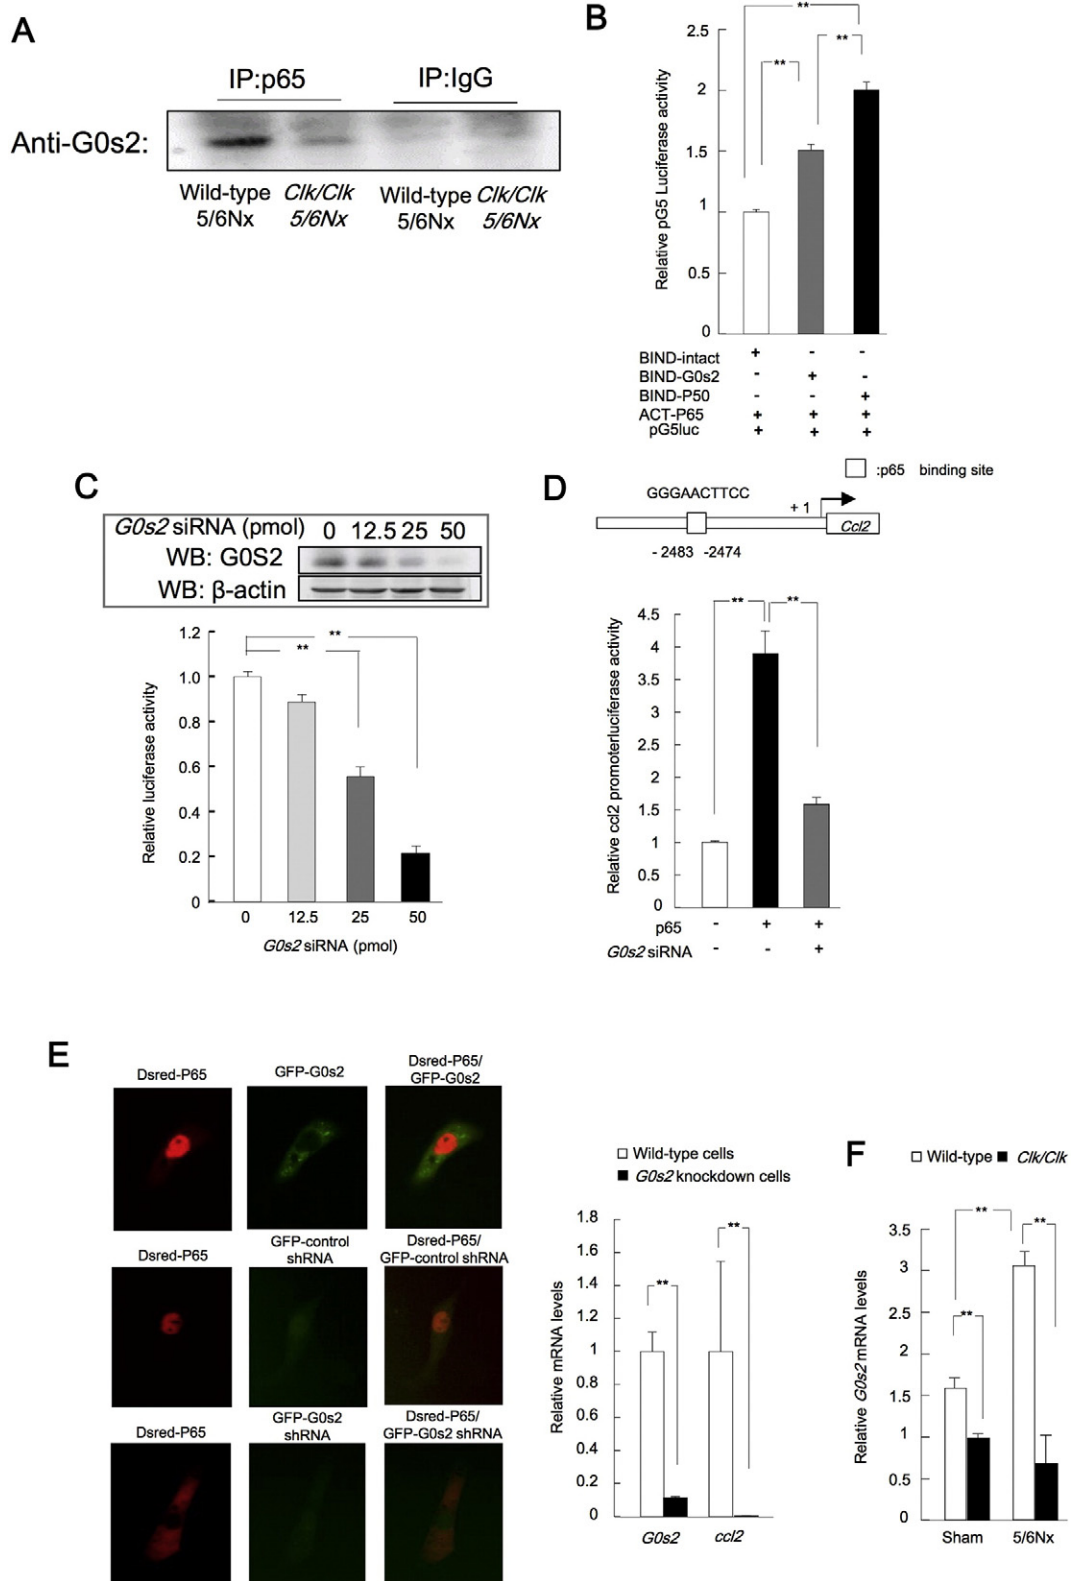 A
IP:p65
IP:IgG
Anti-G0s2:
Wild-type
5/6Nx
Clk/Clk
5/6Nx
Wild-type
5/6Nx
Clk/Clk
5/6Nx
B
Relative pG5 Luciferase activity
2.5
2
1.5
1
0.5
0
**
**
**
BIND-intact + - -
BIND-G0s2 - + -
BIND-P50 - - +
ACT-P65 + + +
pG5luc + + +
C
G0s2 siRNA (pmol) 0 12.5 25 50
WB: G0S2
WB: β-actin
Relative luciferase activity
1.2
1.0
0.8
0.6
0.4
0.2
0
**
**
0 12.5 25 50
G0s2 siRNA (pmol)
D
:p65 binding site
GGGAACTTCC
+ 1
Ccl2
- 2483 -2474
Relative ccl2 promoterluciferase activity
4.5
4
3.5
3
2.5
2
1.5
1
0.5
0
** **
p65 - + +
G0s2 siRNA - - +
E
Dsred-P65
GFP-G0s2
Dsred-P65/
GFP-G0s2
Dsred-P65
GFP-control
shRNA
Dsred-P65/
GFP-control shRNA
Dsred-P65
GFP-G0s2
shRNA
Dsred-P65/
GFP-G0s2 shRNA
Wild-type cells
G0s2 knockdown cells
Relative mRNA levels
1.8
1.6
1.4
1.2
1
0.8
0.6
0.4
0.2
0
**
**
G0s2 ccl2
F
Wild-type Clk/Clk
Relative G0s2 mRNA levels
3.5
3
2.5
2
1.5
1
0.5
0
**
**
**
Sham 5/6Nx